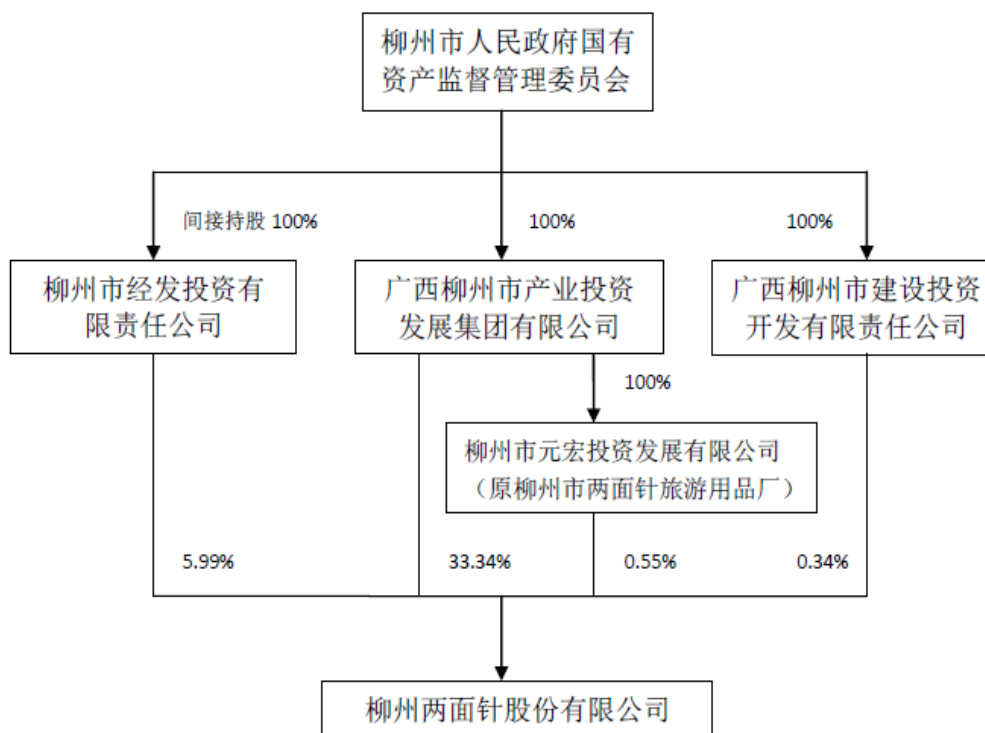 柳州市人民政府国有
资产监督管理委员会
间接持股 100%
100%
100%
柳州市经发投资有
限责任公司
广西柳州市产业投资
发展集团有限公司
广西柳州市建设投资
开发有限责任公司
100%
柳州市元宏投资发展有限公司
（原柳州市两面针旅游用品厂）
5.99%
33.34%
0.55%
0.34%
柳州两面针股份有限公司